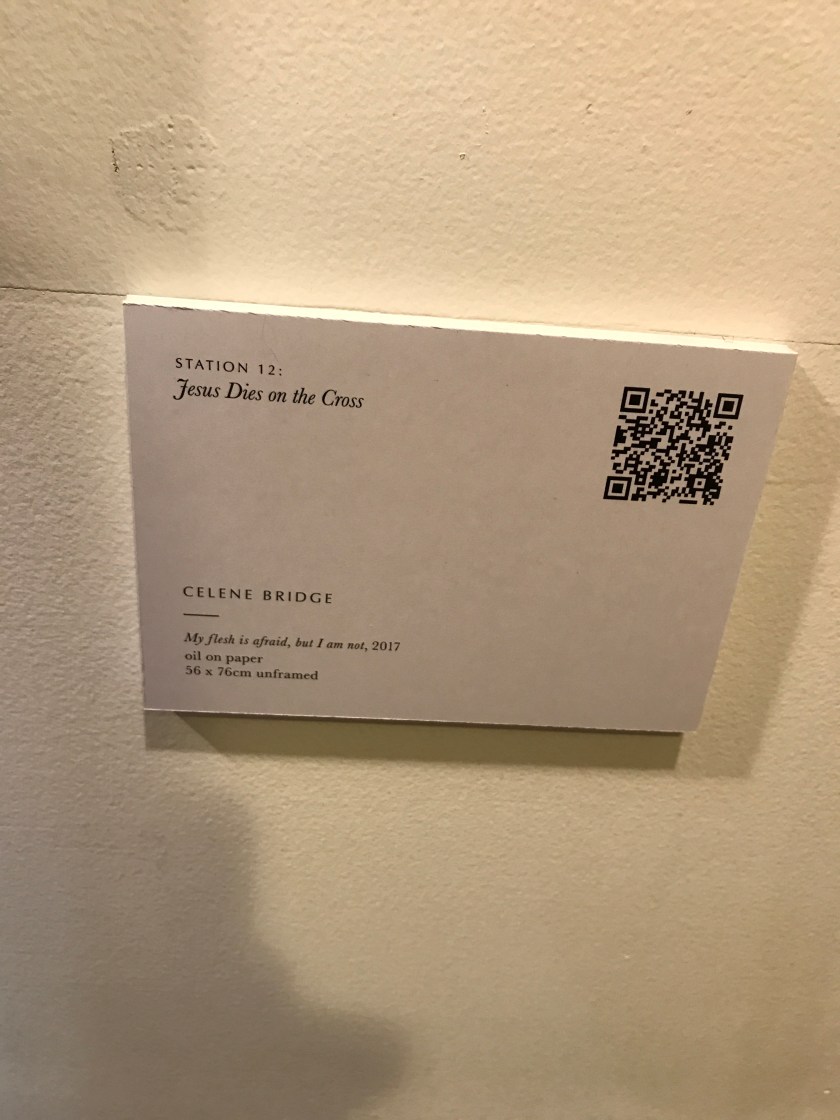 STATION 12:
Jesus Dies on the Cross
CELENE BRIDGE
My flesh is afraid, but I am not, 2017
oil on paper
56 x 76cm unframed